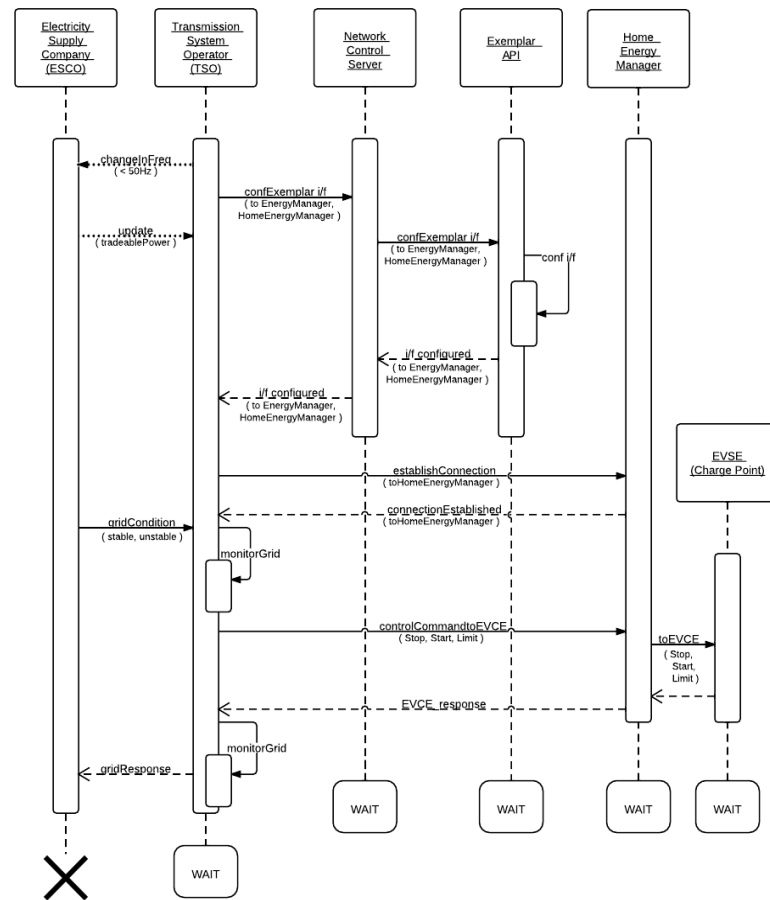 Electricity
Supply
Company
(ESCO)
Transmission
System
Operator
(TSO)
Network
Control
Server
Exemplar
API
Home
Energy
Manager
changeInFreq
( < 50Hz )
confExemplar i/f
( to EnergyManager,
HomeEnergyManager )
update
( tradeablePower )
confExemplar i/f
( to EnergyManager,
HomeEnergyManager )
conf i/f
i/f configured
( to EnergyManager,
HomeEnergyManager )
i/f configured
( to EnergyManager,
HomeEnergyManager )
EVSE
(Charge Point)
establishConnection
( toHomeEnergyManager )
connectionEstablished
( toHomeEnergyManager )
gridCondition
( stable, unstable )
monitorGrid
controlCommandtoEVCE
( Stop, Start, Limit )
toEVCE
( Stop,
Start,
Limit )
EVCE_response
monitorGrid
gridResponse
WAIT
WAIT
WAIT
WAIT
WAIT